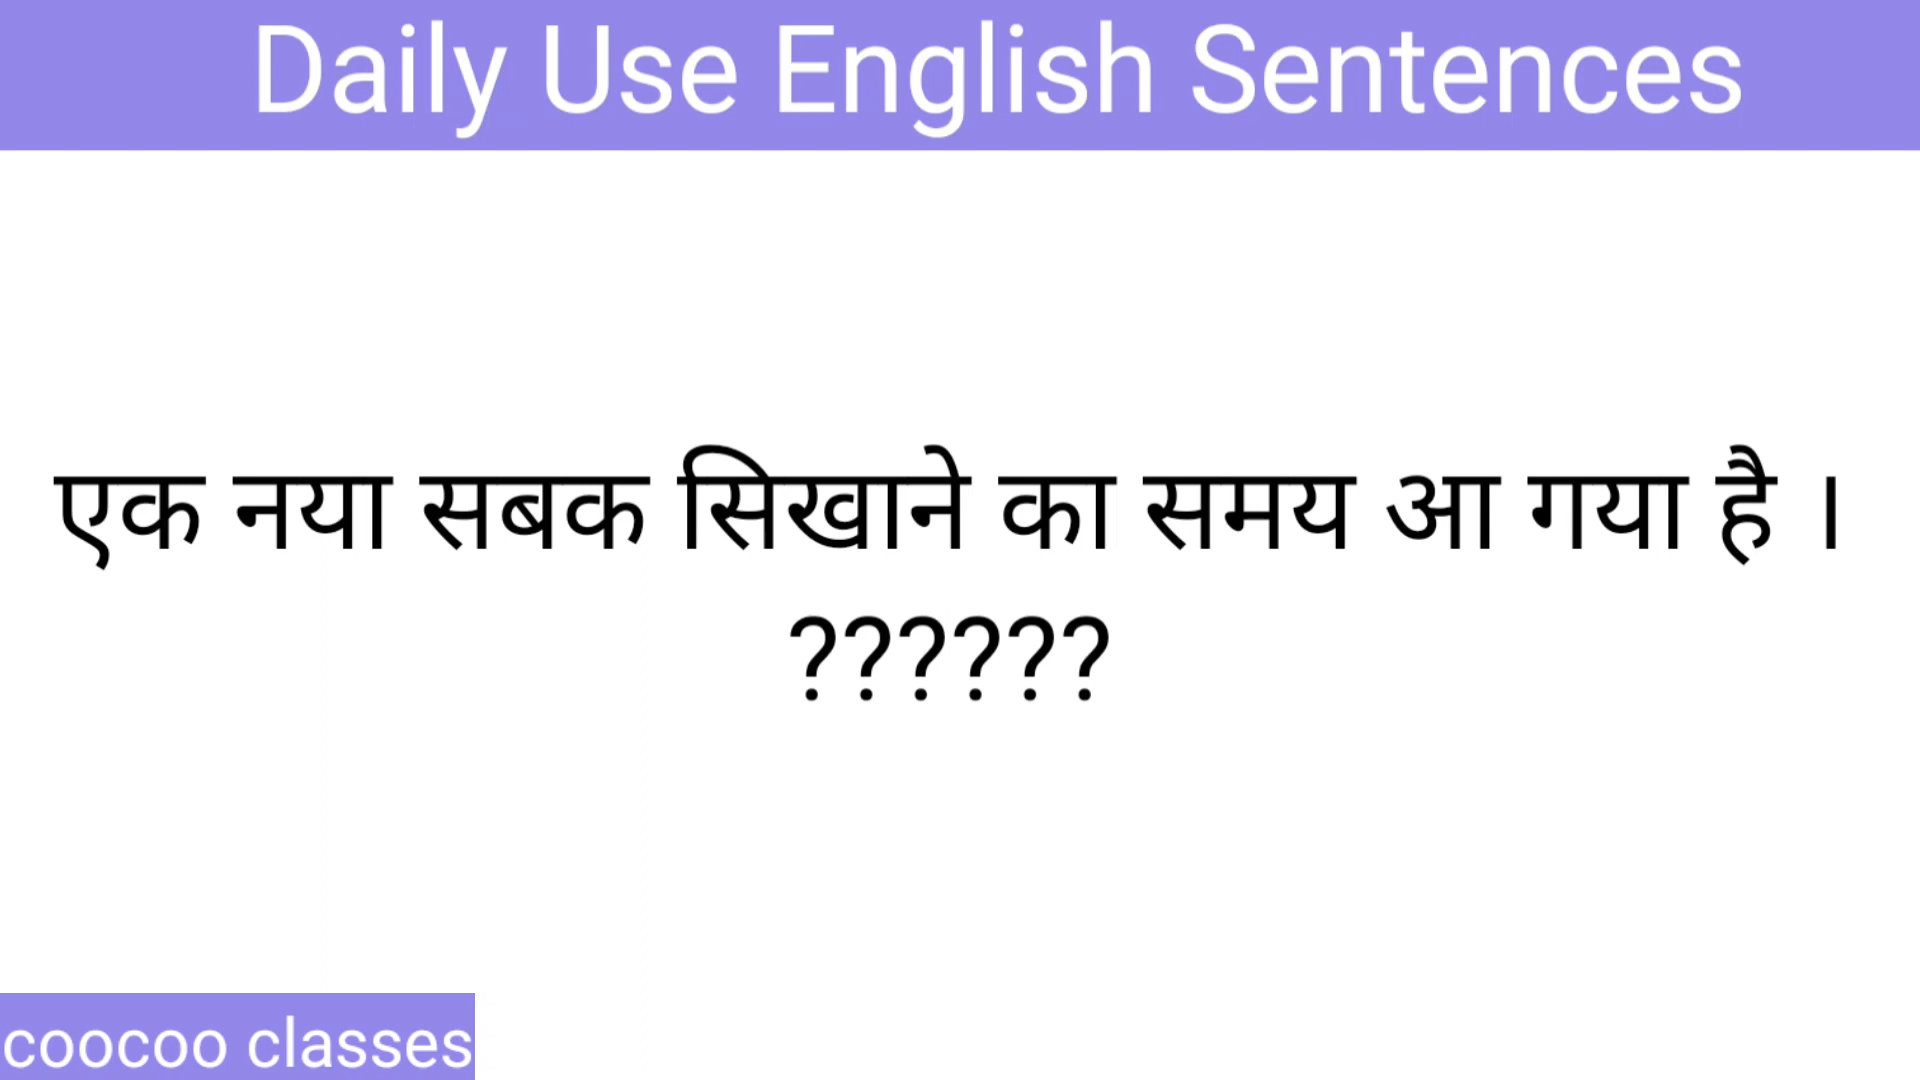 Daily Use English Sentences
एक नया सबक सिखाने का समय आ गया है ।
??????
coocoo classes